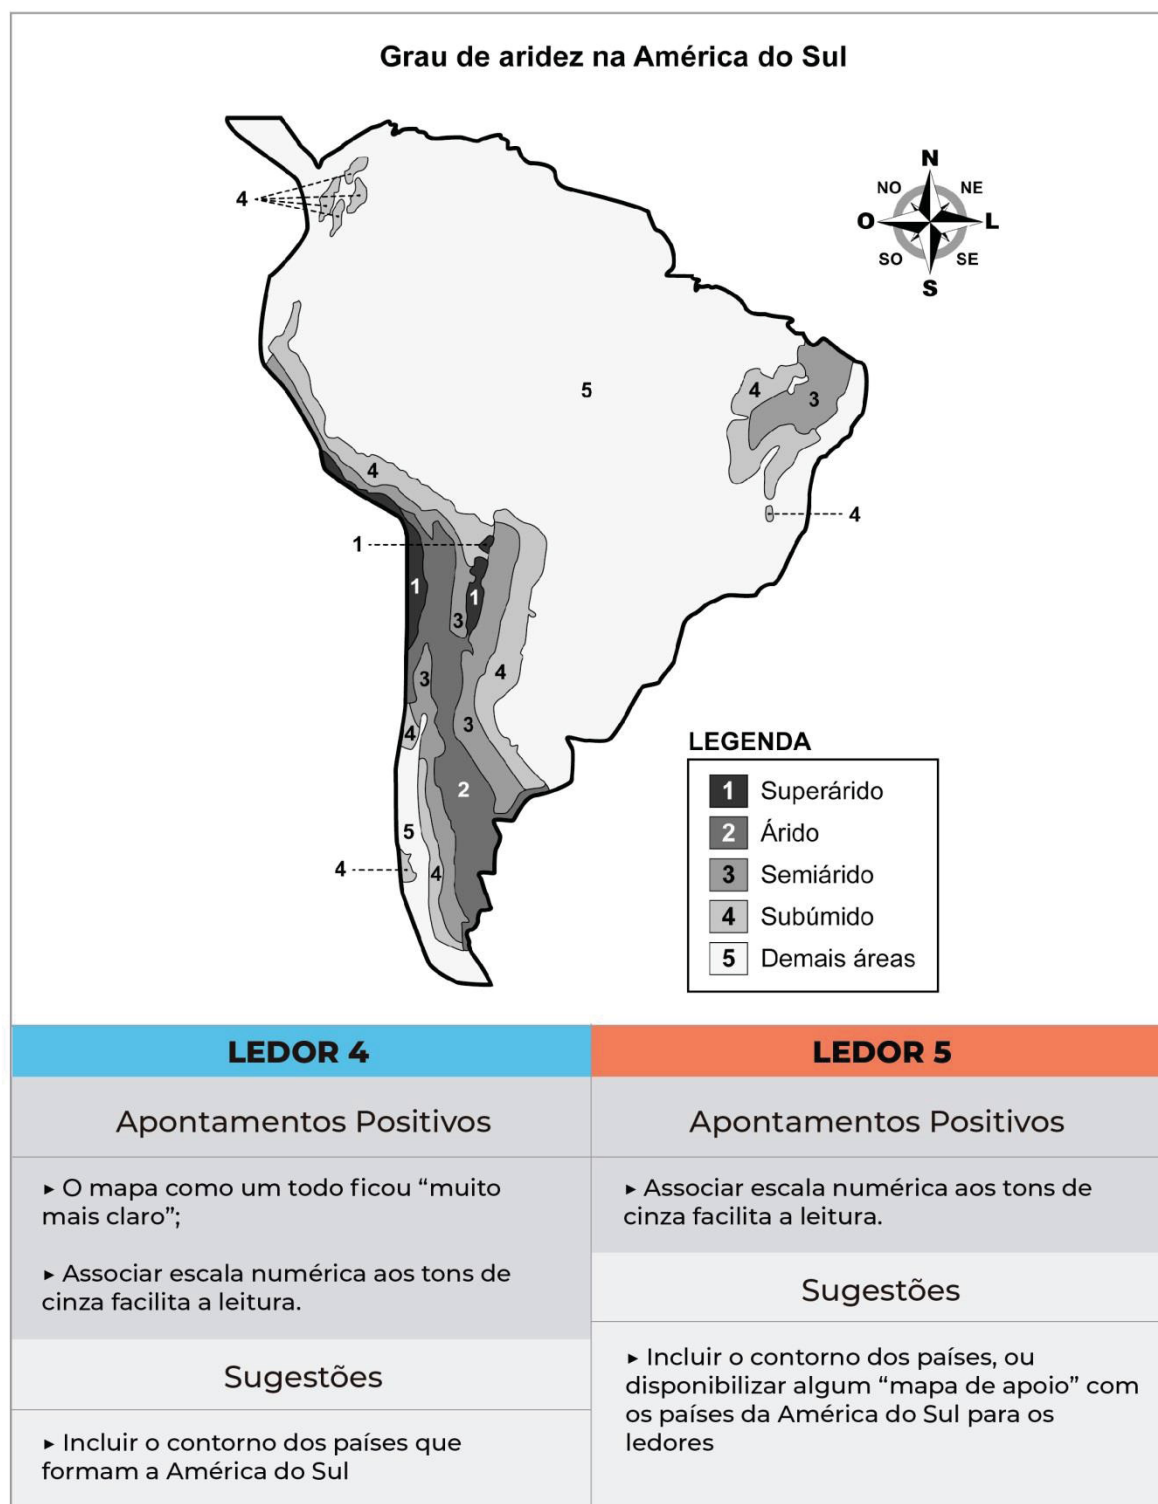 Grau de aridez na América do Sul
N
NO
NE
O
L
SO
SE
S
4
5
4
3
4
4
1
1
1
3
3
4
3
4
2
5
4
4
LEGENDA
1 Superárido
2 Árido
3 Semiárido
4 Subúmido
5 Demais áreas
LEDOR 4
Apontamentos Positivos
▸ O mapa como um todo ficou “muito
mais claro”;
▸ Associar escala numérica aos tons de
cinza facilita a leitura.
Sugestões
▸ Incluir o contorno dos países que
formam a América do Sul
LEDOR 5
Apontamentos Positivos
▸ Associar escala numérica aos tons de
cinza facilita a leitura.
Sugestões
▸ Incluir o contorno dos países, ou
disponibilizar algum “mapa de apoio” com
os países da América do Sul para os
ledores